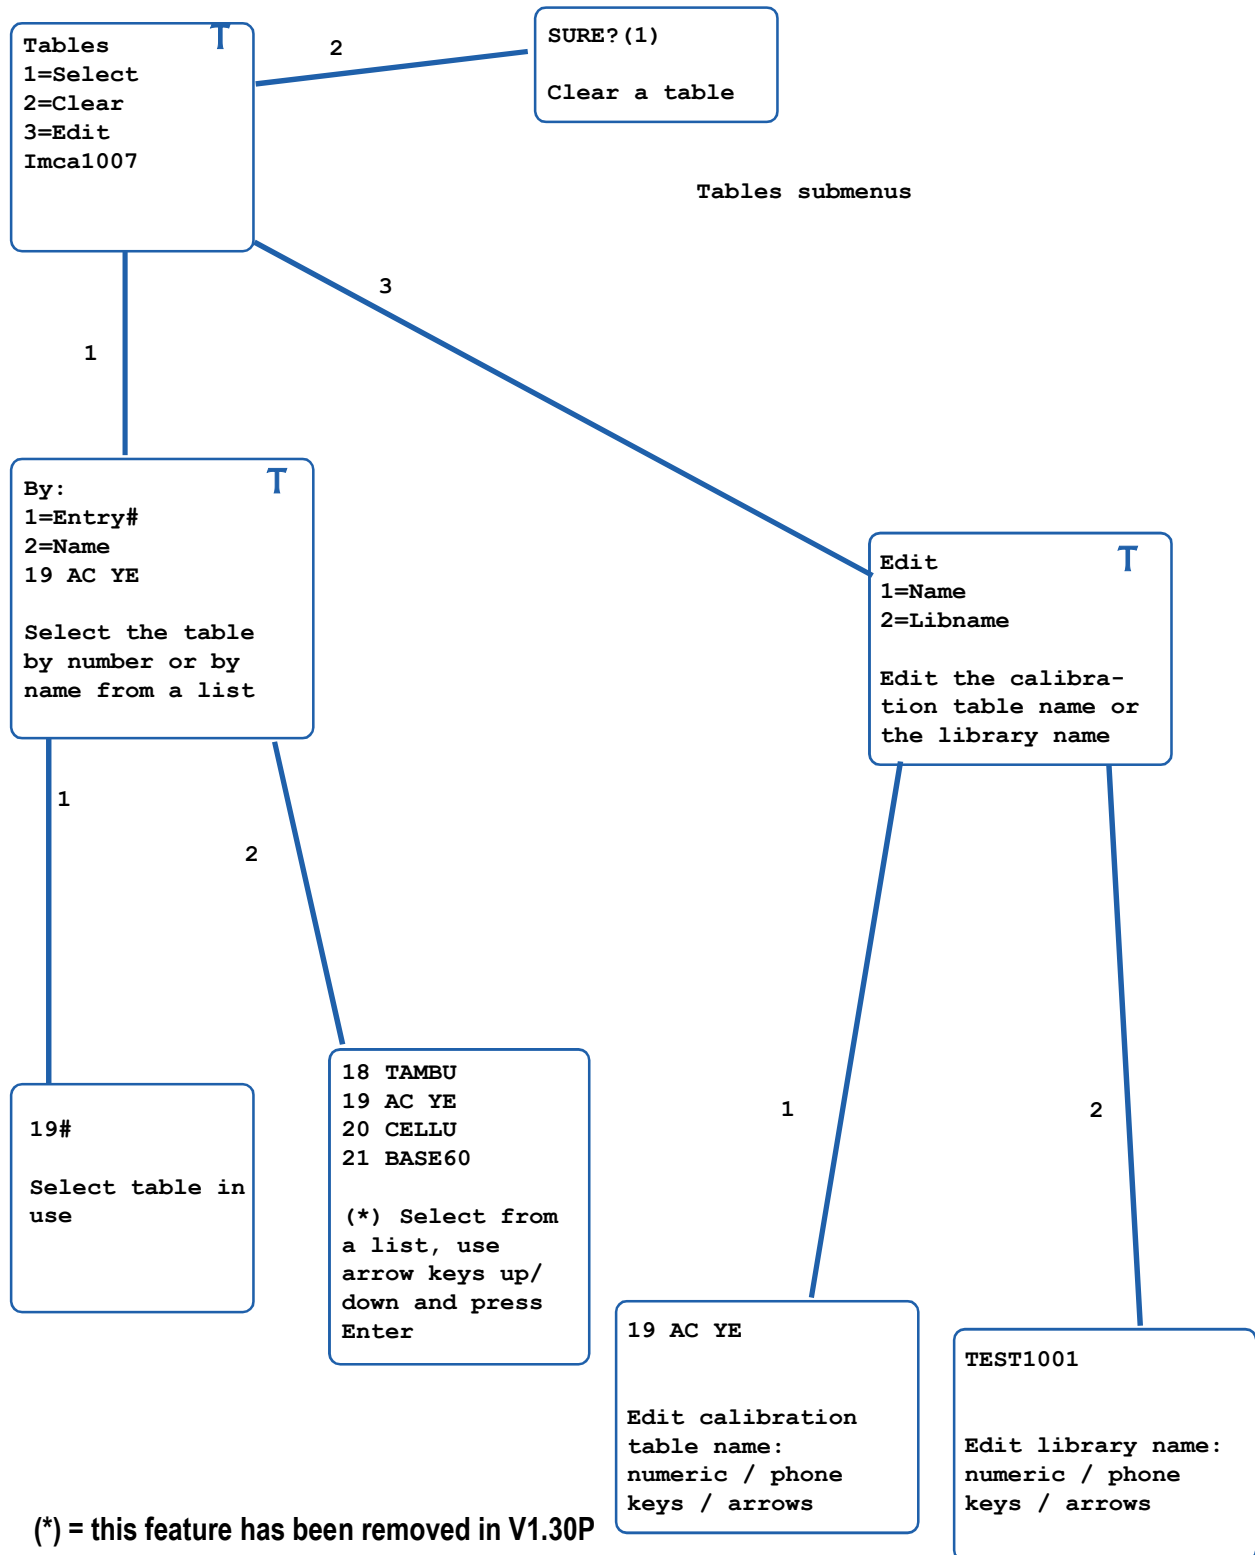 Tables T
1=Select
2=Clear
3=Edit
Imca1007
2
SURE?(1)
Clear a table
Tables submenus
3
1
By: T
1=Entry#
2=Name
19 AC YE
Select the table
by number or by
name from a list
Edit T
1=Name
2=Libname
Edit the calibra-
tion table name or
the library name
1
2
19#
Select table in
use
18 TAMBU
19 AC YE
20 CELLU
21 BASE60
(*) Select from
a list, use
arrow keys up/
down and press
Enter
1
2
19 AC YE
Edit calibration
table name:
numeric / phone
keys / arrows
TEST1001
Edit library name:
numeric / phone
keys / arrows
(*) = this feature has been removed in V1.30P